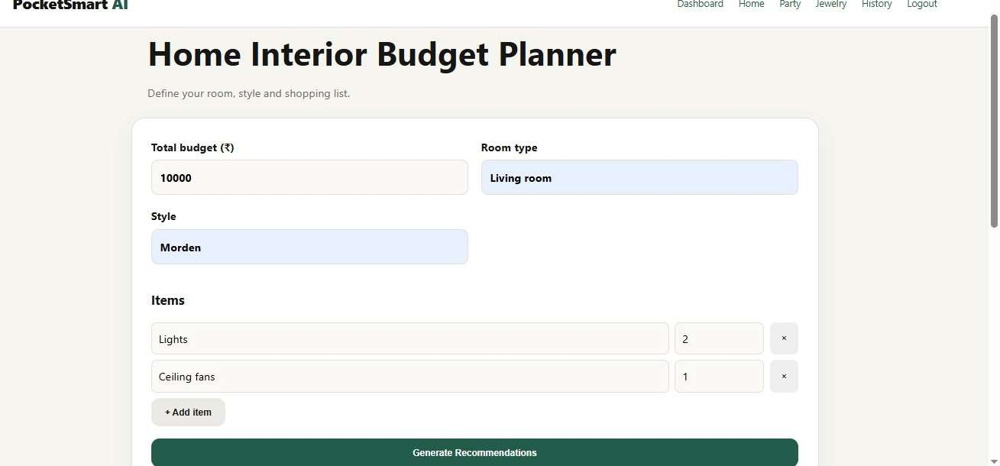 PocketSmart AI
Dashboard Home Party Jewelry History Logout
Home Interior Budget Planner
Define your room, style and shopping list.
Total budget (₹) Room type
10000 Living room
Style
Morden
Items
Lights 2 ×
Ceiling fans 1 ×
+ Add item
Generate Recommendations